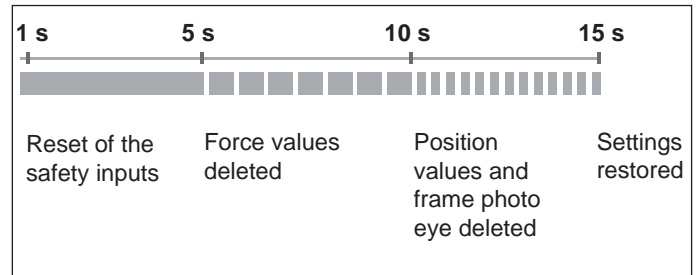 1 s 5 s 10 s 15 s
Reset of the
safety inputs
Force values
deleted
Position
values and
frame photo
eye deleted
Settings
restored